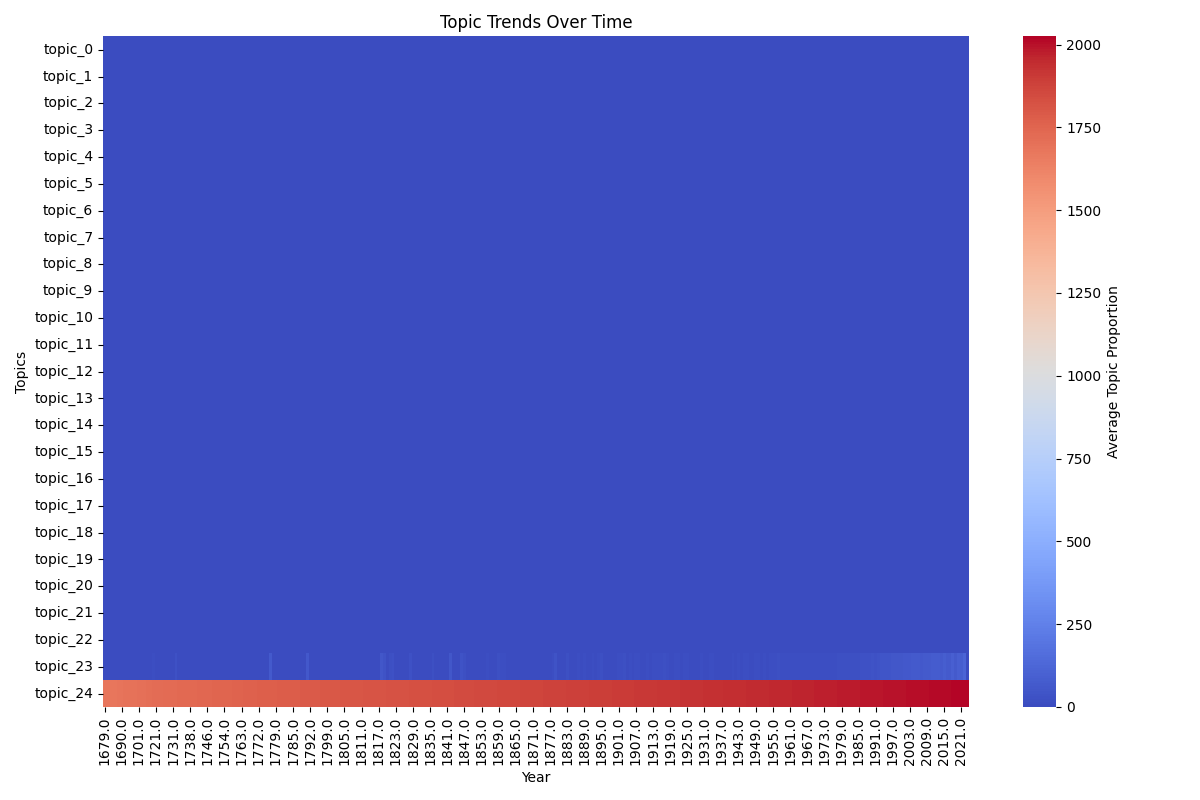 Topic Trends Over Time
topic_0
topic_1
topic_2
topic_3
topic_4
topic_5
topic_6
topic_7
topic_8
topic_9
topic_10
topic_11
topic_12
topic_13
topic_14
topic_15
topic_16
topic_17
topic_18
topic_19
topic_20
topic_21
topic_22
topic_23
topic_24
Topics
1679.0
1690.0
1701.0
1721.0
1731.0
1738.0
1746.0
1754.0
1763.0
1772.0
1779.0
1785.0
1792.0
1799.0
1805.0
1811.0
1817.0
1823.0
1829.0
1835.0
1841.0
1847.0
1853.0
1859.0
1865.0
1871.0
1877.0
1883.0
1889.0
1895.0
1901.0
1907.0
1913.0
1919.0
1925.0
1931.0
1937.0
1943.0
1949.0
1955.0
1961.0
1967.0
1973.0
1979.0
1985.0
1991.0
1997.0
2003.0
2009.0
2015.0
2021.0
Year
2000
1750
1500
1250
1000
750
500
250
0
Average Topic Proportion